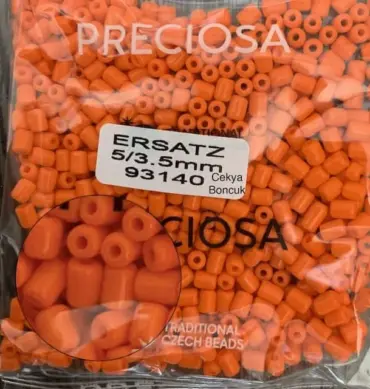 PRECIOSA
ERSATZ
5/3.5mm
93140
Cekya
Boncuk
CIOSA
TRADITIONAL
CZECH BEADS